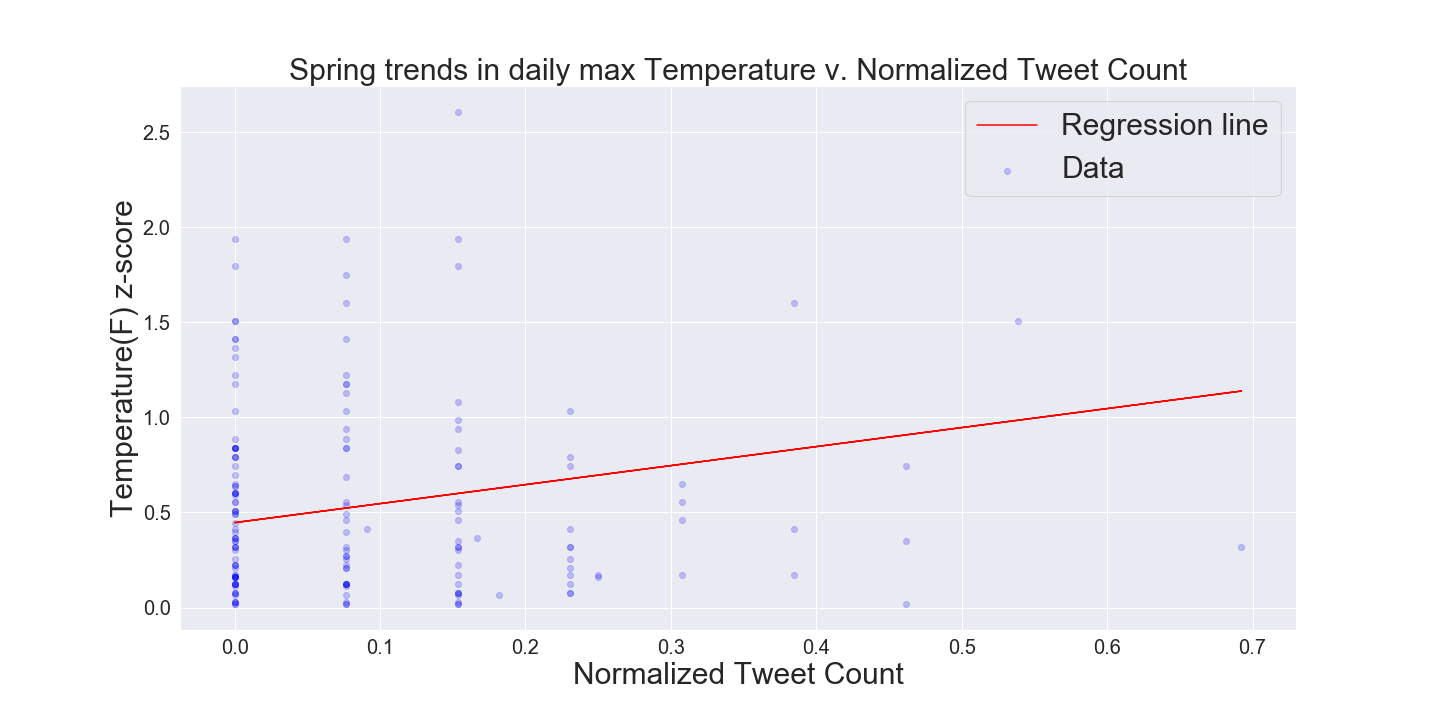 Spring trends in daily max Temperature v. Normalized Tweet Count
Regression line
Data
Temperature(F) z-score
2.5
2.0
1.5
1.0
0.5
0.0
0.0 0.1 0.2 0.3 0.4 0.5 0.6 0.7
Normalized Tweet Count